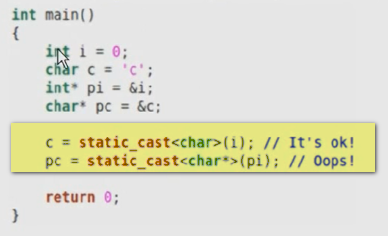 int main()
{
    int i = 0;
    char c = 'c';
    int* pi = &i;
    char* pc = &c;
    c = static_cast<char>(i); // It's ok!
    pc = static_cast<char*>(pi); // Oops!
    return 0;
}